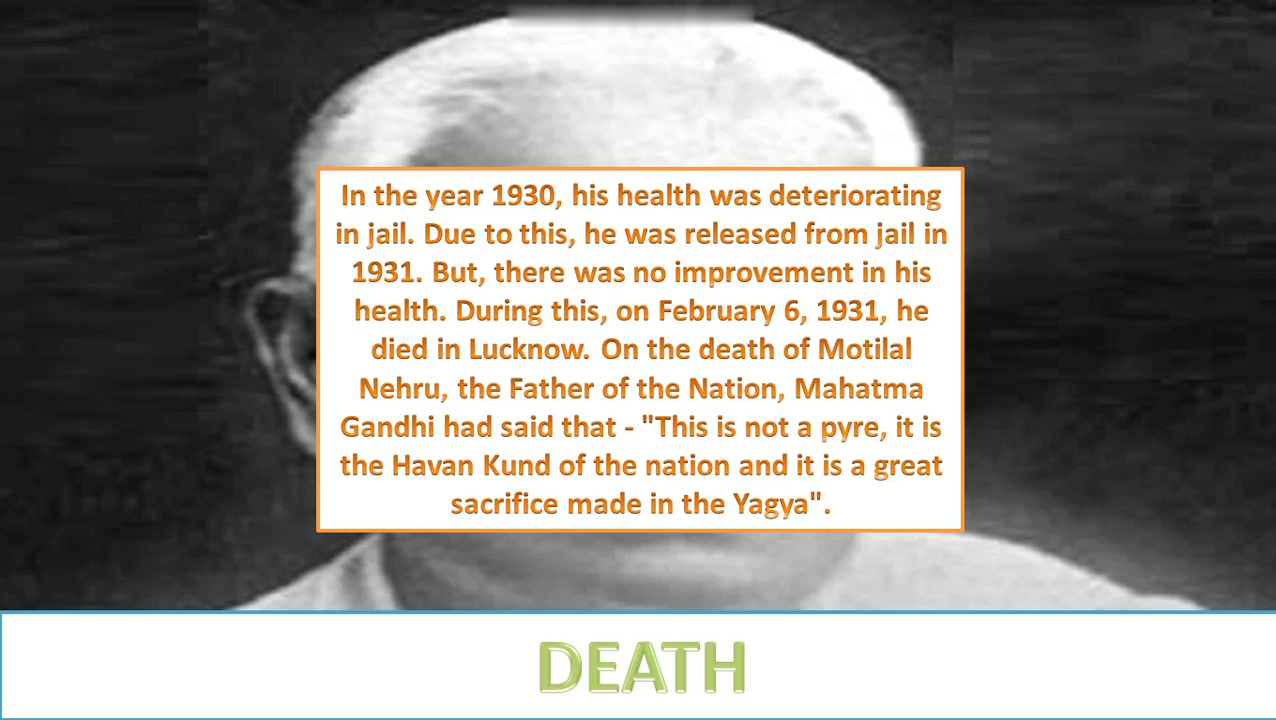 In the year 1930, his health was deteriorating
in jail. Due to this, he was released from jail in
1931. But, there was no improvement in his
health. During this, on February 6, 1931, he
died in Lucknow. On the death of Motilal
Nehru, the Father of the Nation, Mahatma
Gandhi had said that - "This is not a pyre, it is
the Havan Kund of the nation and it is a great
sacrifice made in the Yagya".
DEATH